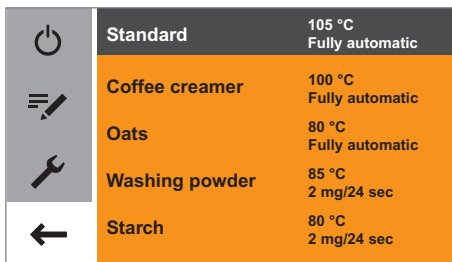 Standard 105 °C
Fully automatic
Coffee creamer 100 °C
Fully automatic
Oats 80 °C
Fully automatic
Washing powder 85 °C
2 mg/24 sec
Starch 80 °C
2 mg/24 sec